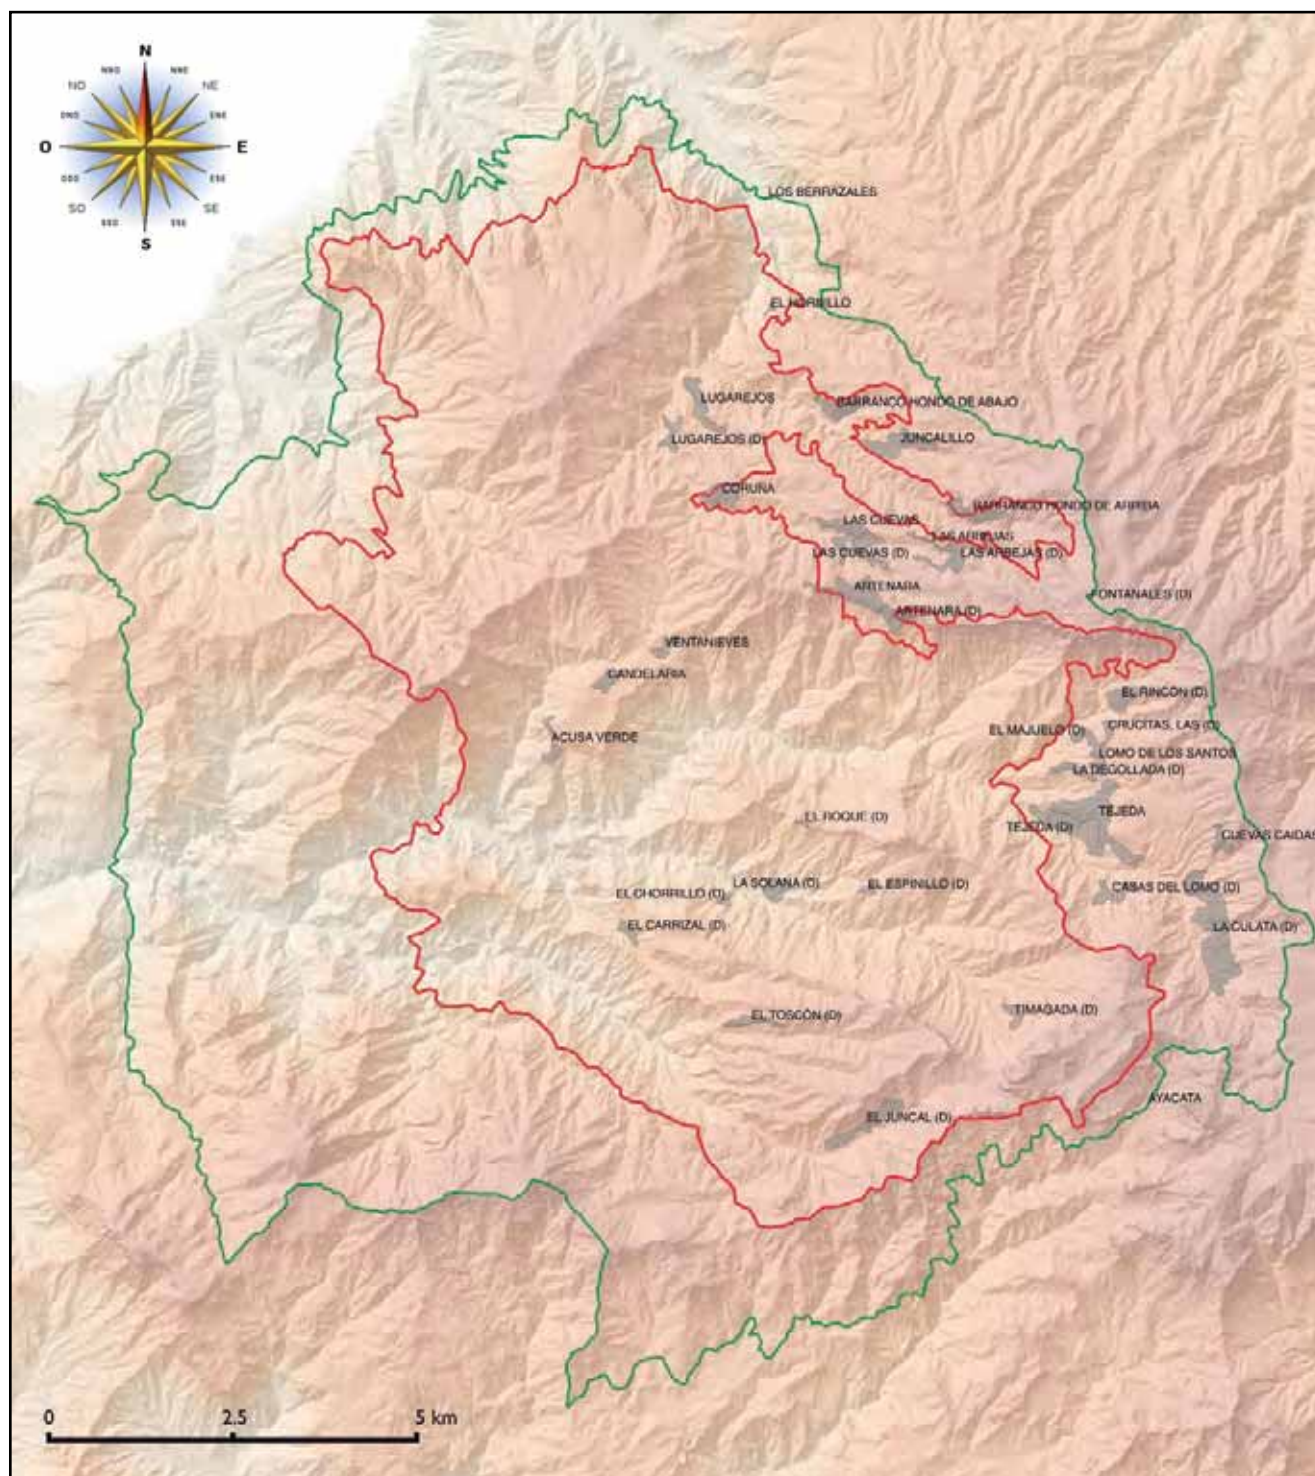 N
NNO
NNE
NO
NE
ONO
ENE
O
E
OSO
ESE
SO
SE
SSO
SSE
S
LOS BERRAZALES
EL HORNILLO
LUGAREJOS
BARRANCO HONDO DE ABAJO
LUGAREJOS (D)
JUNCALILLO
CORUÑA
BARRANCO HONDO DE ARRIBA
LAS CUEVAS
LAS ARBEJAS
LAS CUEVAS (D)
LAS ARBEJAS (D)
ARTENARA
FONTANALES (D)
ARTENARA (D)
VENTANIEVES
CANDELARIA
EL RINCÓN (D)
ACUSA VERDE
EL MAJUELO (D)
CRUCITAS, LAS (D)
LOMO DE LOS SANTOS
LA DEGOLLADA (D)
TEJEDA
EL ROQUE (D)
TEJEDA (D)
CUEVAS CAIDAS
LA SOLANA (D)
EL ESPINILLO (D)
CASAS DEL LOMO (D)
EL CHORRILLO (D)
EL CARRIZAL (D)
LA CULATA (D)
EL TOSCÓN (D)
TIMAGADA (D)
AYACATA
EL JUNCAL (D)
0 2.5 5 km